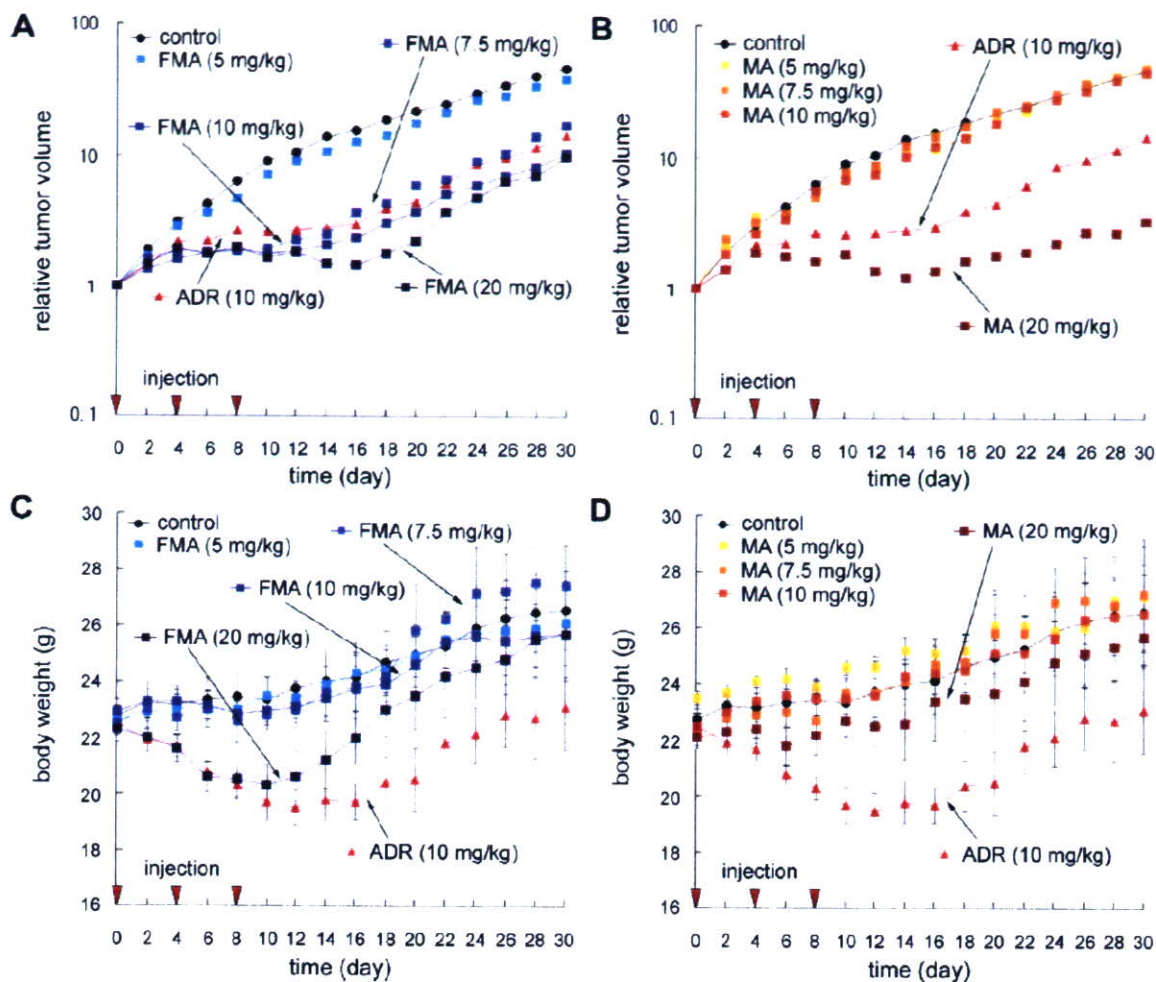 A
control
FMA (5 mg/kg)
FMA (7.5 mg/kg)
FMA (10 mg/kg)
ADR (10 mg/kg)
FMA (20 mg/kg)
injection
relative tumor volume
100
10
1
0.1
0 2 4 6 8 10 12 14 16 18 20 22 24 26 28 30
time (day)
B
control
MA (5 mg/kg)
MA (7.5 mg/kg)
MA (10 mg/kg)
ADR (10 mg/kg)
MA (20 mg/kg)
injection
relative tumor volume
100
10
1
0.1
0 2 4 6 8 10 12 14 16 18 20 22 24 26 28 30
time (day)
C
control
FMA (5 mg/kg)
FMA (7.5 mg/kg)
FMA (10 mg/kg)
FMA (20 mg/kg)
ADR (10 mg/kg)
injection
body weight (g)
30
28
26
24
22
20
18
16
0 2 4 6 8 10 12 14 16 18 20 22 24 26 28 30
time (day)
D
control
MA (5 mg/kg)
MA (7.5 mg/kg)
MA (10 mg/kg)
MA (20 mg/kg)
ADR (10 mg/kg)
injection
body weight (g)
30
28
26
24
22
20
18
16
0 2 4 6 8 10 12 14 16 18 20 22 24 26 28 30
time (day)